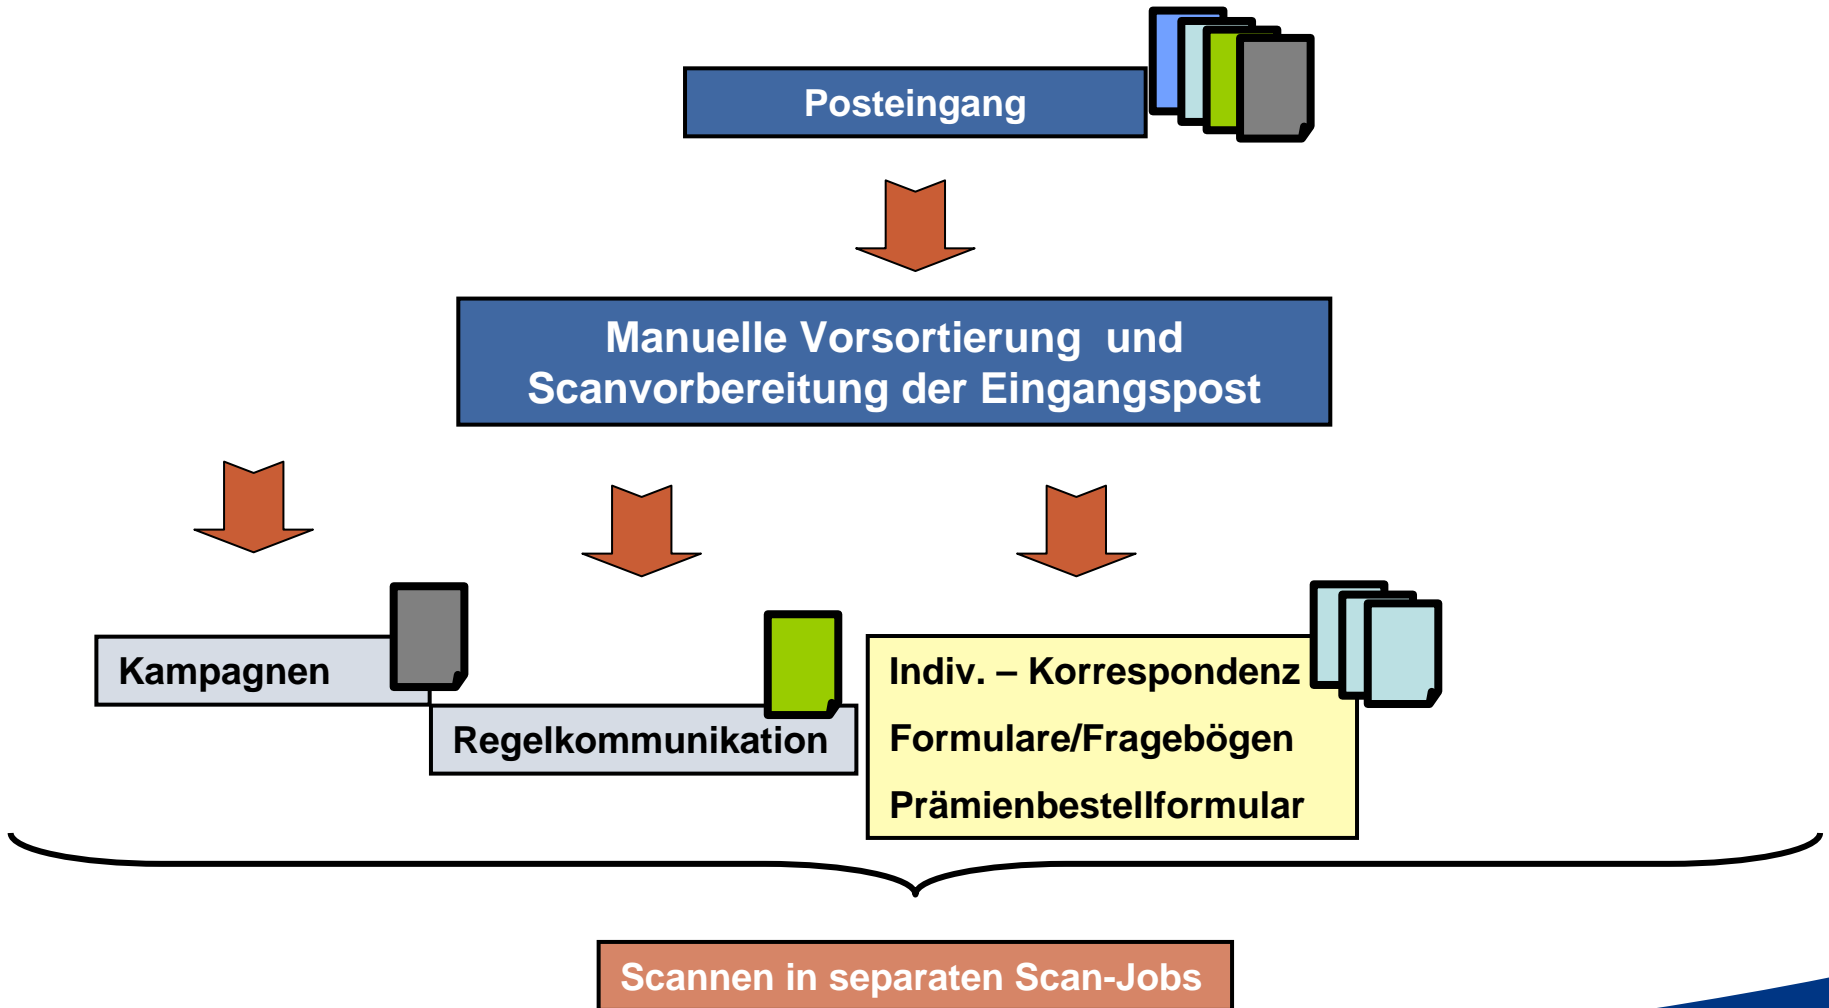 Posteingang
Manuelle Vorsortierung und
Scanvorbereitung der Eingangspost
Kampagnen
Regelkommunikation
Indiv. – Korrespondenz
Formulare/Fragebögen
Prämienbestellformular
Scannen in separaten Scan-Jobs